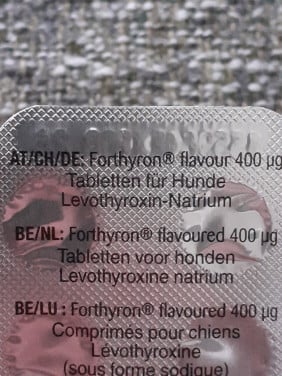 AT/CH/DE: Forthyron® flavour 400 µg
Tabletten für Hunde
Levothyroxin-Natrium
BE/NL: Forthyron® flavoured 400 µg
Tabletten voor honden
Levothyroxine natrium
BE/LU : Forthyron® flavoured 400 µg
Comprimés pour chiens
Levothyroxine
(sous forme sodique)